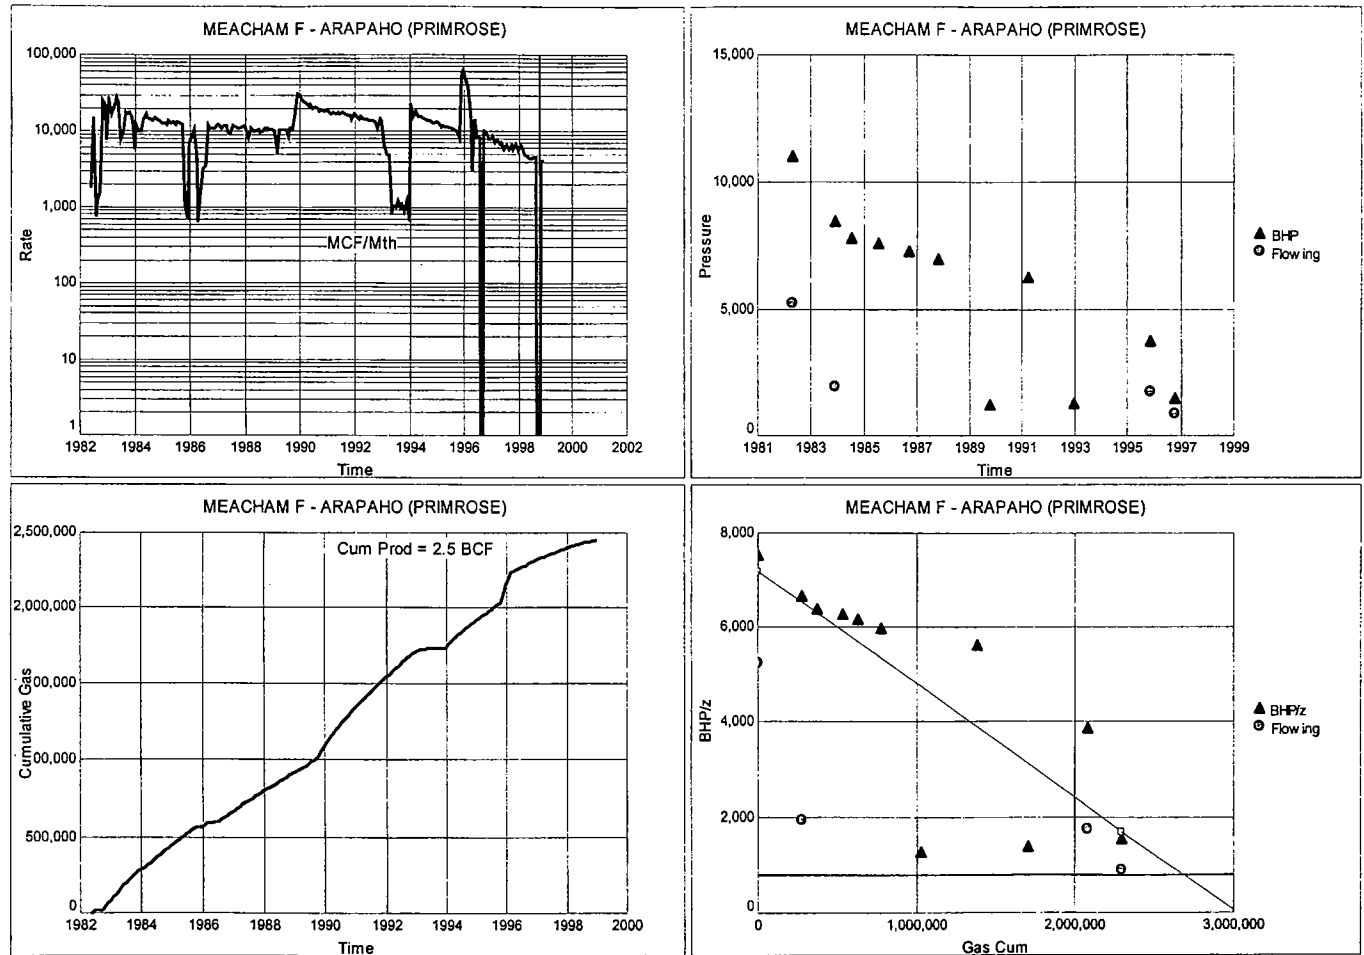 MEACHAM F - ARAPAHO (PRIMROSE)
100,000
10,000
1,000
100
10
1
Rate
MCF/Mth
1982 1984 1986 1988 1990 1992 1994 1996 1998 2000 2002
Time
MEACHAM F - ARAPAHO (PRIMROSE)
15,000
10,000
5,000
0
Pressure
1981 1983 1985 1987 1989 1991 1993 1995 1997 1999
Time
BHP
Flowing
MEACHAM F - ARAPAHO (PRIMROSE)
Cum Prod = 2.5 BCF
2,500,000
2,000,000
500,000
0
Cumulative Gas
1982 1984 1986 1988 1990 1992 1994 1996 1998 2000
Time
MEACHAM F - ARAPAHO (PRIMROSE)
8,000
6,000
4,000
2,000
0
BHP/z
0 1,000,000 2,000,000 3,000,000
Gas Cum
BHP/z
Flowing